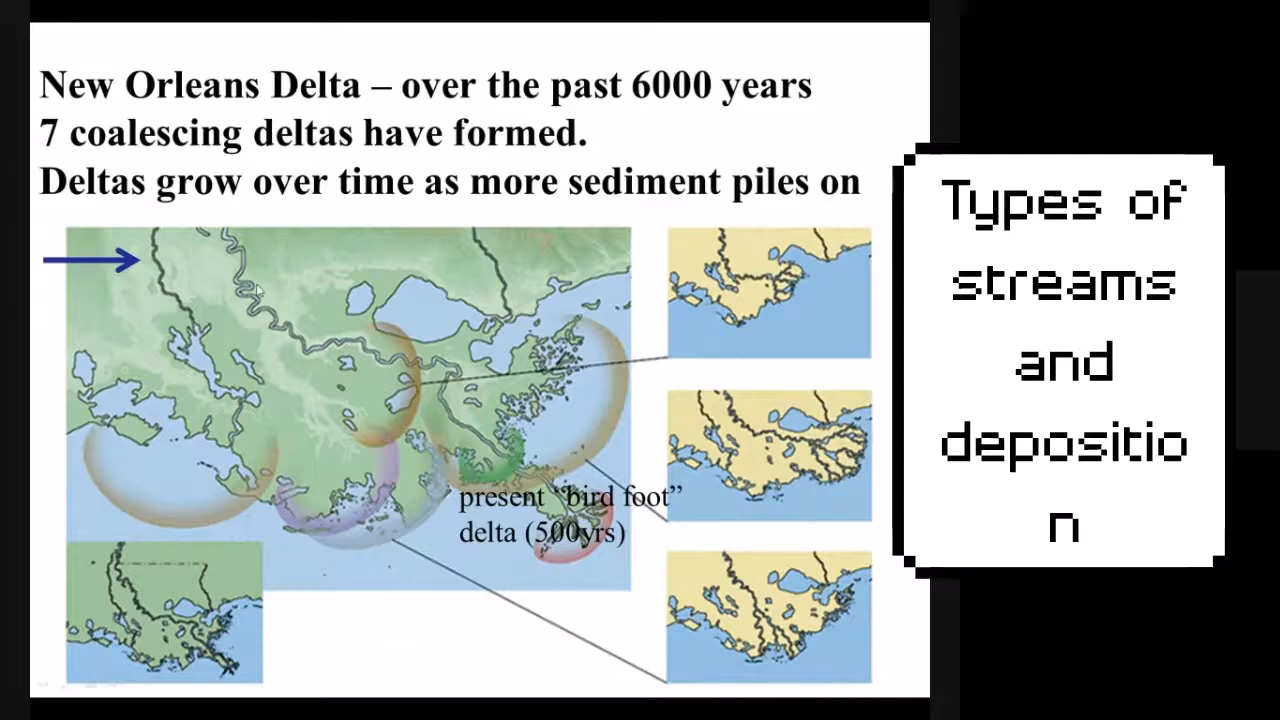 New Orleans Delta – over the past 6000 years
7 coalescing deltas have formed.
Deltas grow over time as more sediment piles on
present “bird foot”
delta (500yrs)
Types of
streams
and
depositio
n